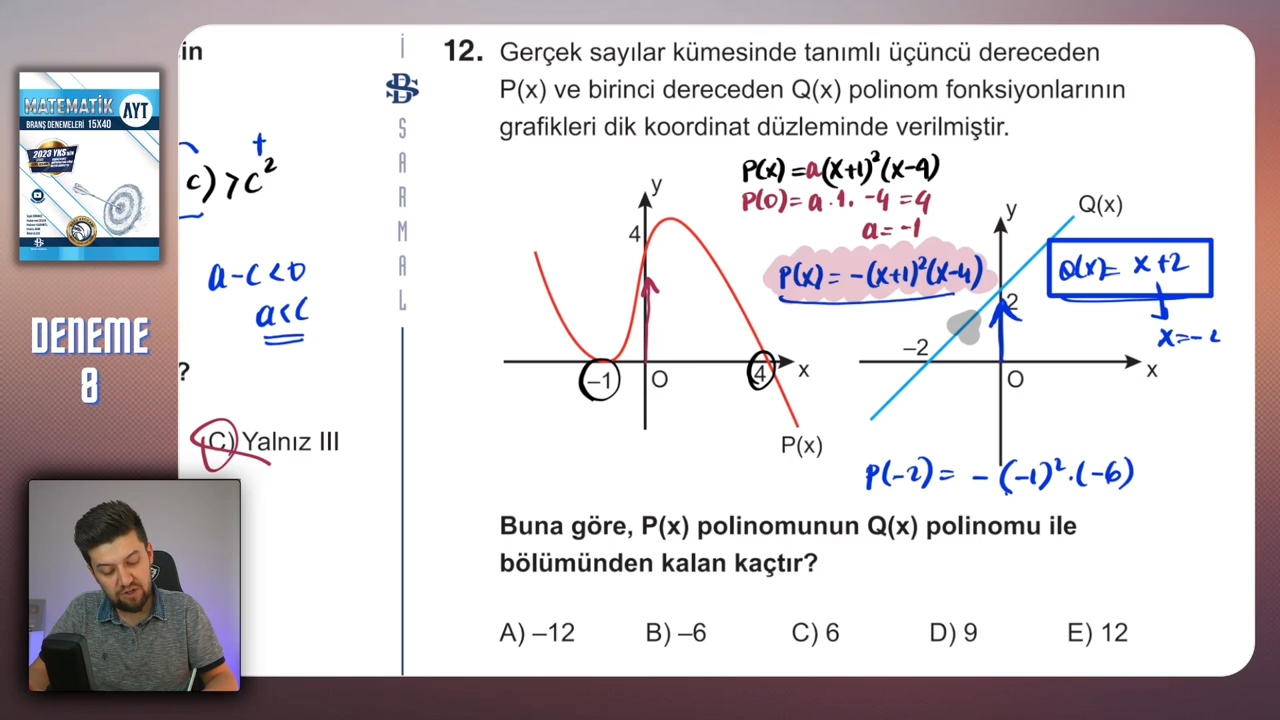 in
c) > c²
+
a-c<0
a<c
?
C) Yalnız III
MATEMATİK
AYT
BRANŞ DENEMELERİ 15X40
2023 YKS'NİN
DENEME
8
İ
S
A
R
M
A
L
12. Gerçek sayılar kümesinde tanımlı üçüncü dereceden
P(x) ve birinci dereceden Q(x) polinom fonksiyonlarının
grafikleri dik koordinat düzleminde verilmiştir.
P(x) = a(x+1)²(x-4)
P(0) = a . 1 . -4 = 4
a = -1
P(x) = -(x+1)²(x-4)
y
4
-1
O
4
x
P(x)
y
Q(x)
Q(x) = x+2
2
x=-2
-2
O
x
P(-2) = -(-1)².(-6)
Buna göre, P(x) polinomunun Q(x) polinomu ile
bölümünden kalan kaçtır?
A) –12 B) –6 C) 6 D) 9 E) 12